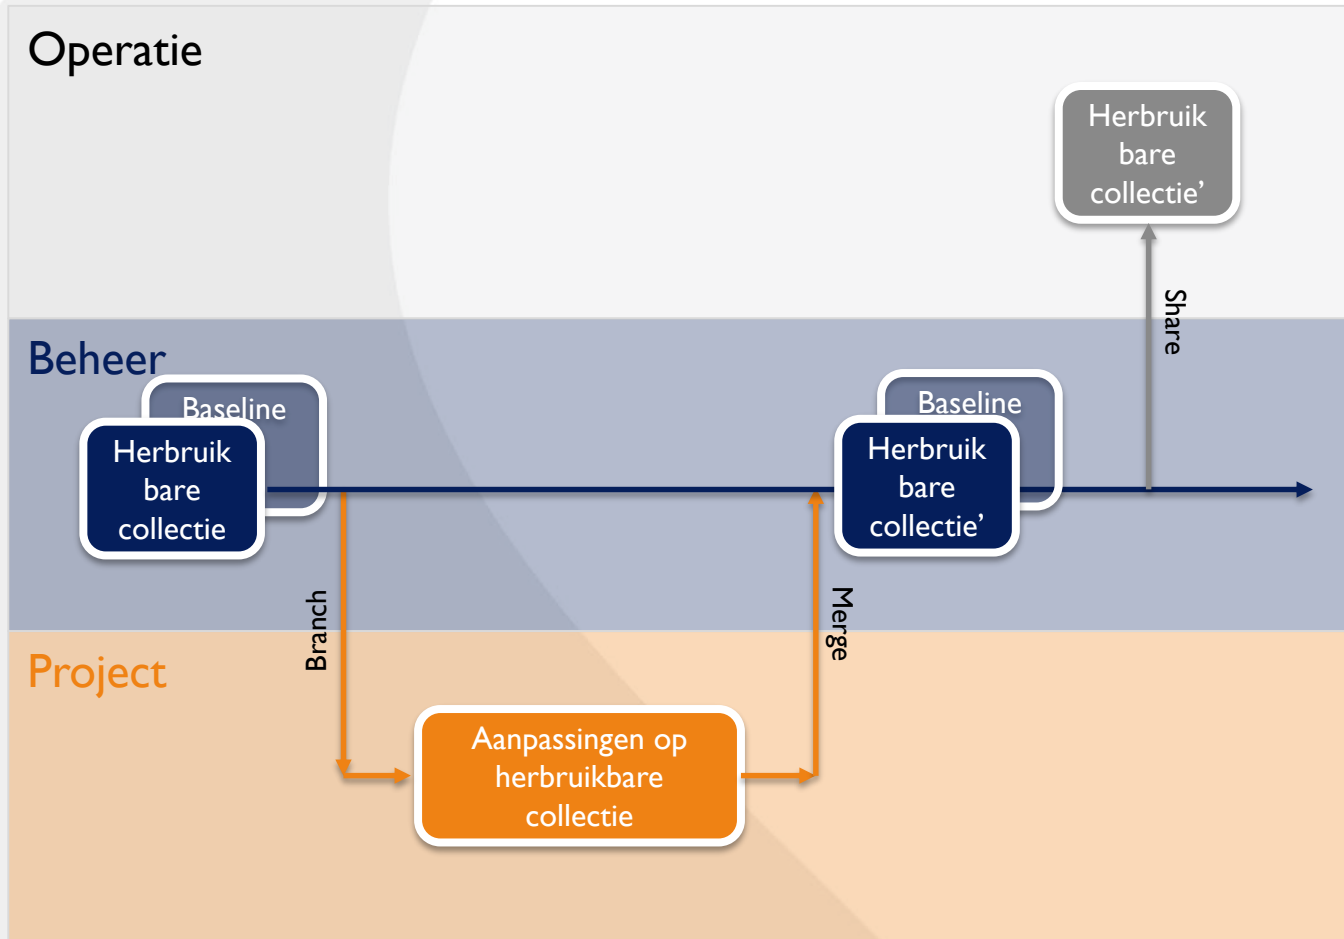 Operatie
Herbruik
bare
collectie’
Share
Beheer
Baseline
Herbruik
bare
collectie
Baseline
Herbruik
bare
collectie’
Branch
Merge
Project
Aanpassingen op
herbruikbare
collectie